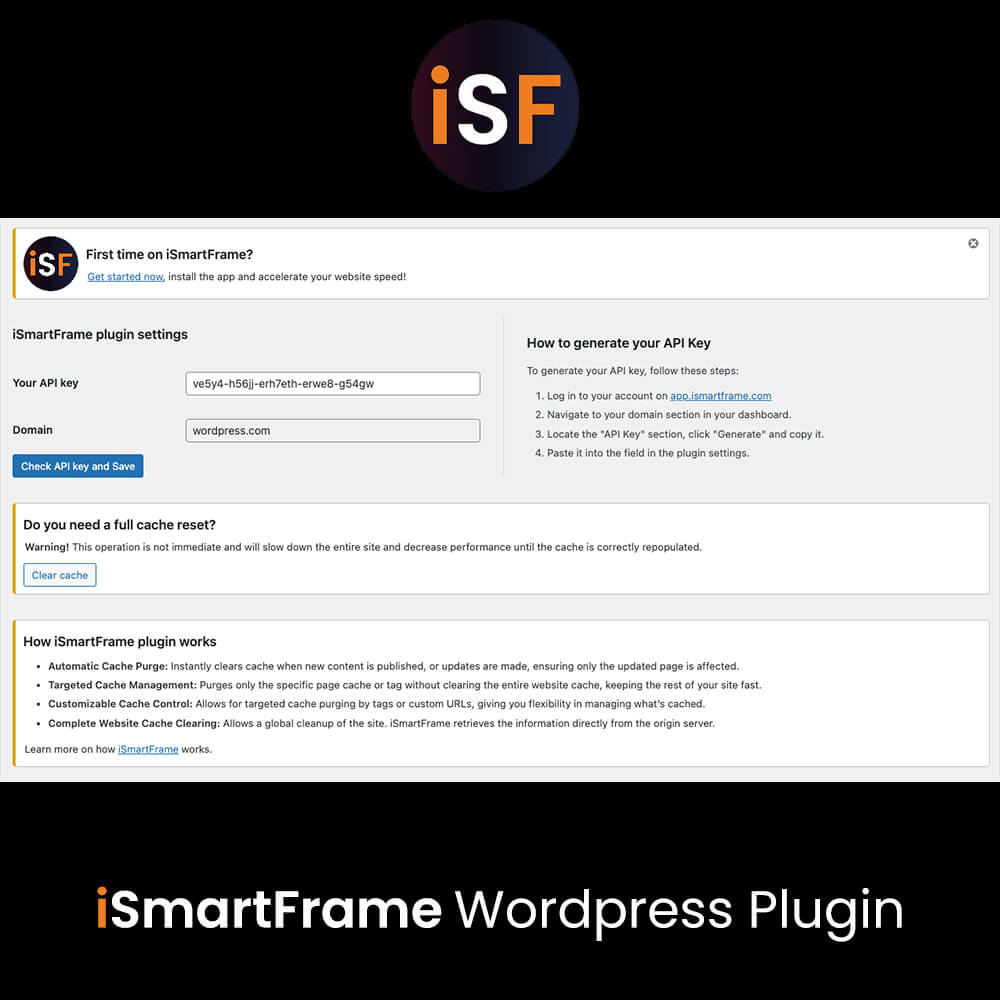 iSF
iSF
First time on iSmartFrame?
Get started now, install the app and accelerate your website speed!
iSmartFrame plugin settings
Your API key
ve5y4-h56jj-erh7eth-erwe8-g54gw
Domain
wordpress.com
Check API key and Save
How to generate your API Key
To generate your API key, follow these steps:
1. Log in to your account on app.ismartframe.com
2. Navigate to your domain section in your dashboard.
3. Locate the "API Key" section, click "Generate" and copy it.
4. Paste it into the field in the plugin settings.
Do you need a full cache reset?
Warning! This operation is not immediate and will slow down the entire site and decrease performance until the cache is correctly repopulated.
Clear cache
How iSmartFrame plugin works
• Automatic Cache Purge: Instantly clears cache when new content is published, or updates are made, ensuring only the updated page is affected.
• Targeted Cache Management: Purges only the specific page cache or tag without clearing the entire website cache, keeping the rest of your site fast.
• Customizable Cache Control: Allows for targeted cache purging by tags or custom URLs, giving you flexibility in managing what's cached.
• Complete Website Cache Clearing: Allows a global cleanup of the site. iSmartFrame retrieves the information directly from the origin server.
Learn more on how iSmartFrame works.
iSmartFrame Wordpress Plugin